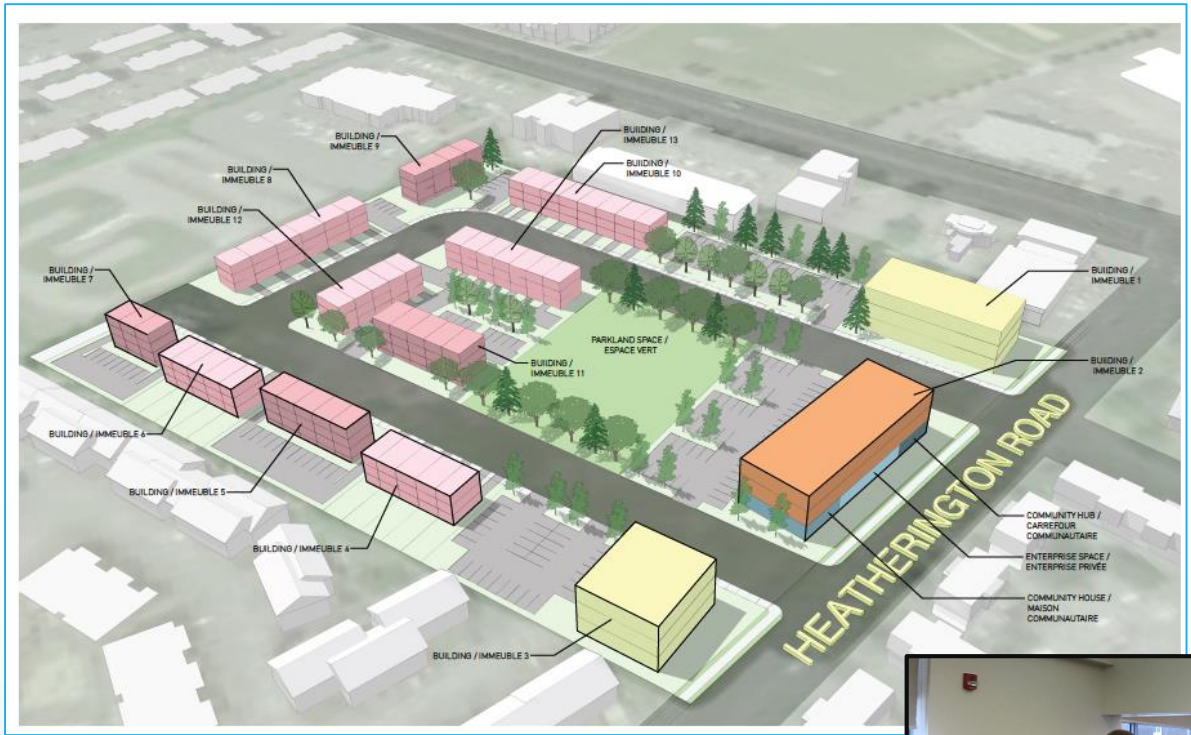 BUILDING /
IMMEUBLE 9
BUILDING /
IMMEUBLE 13
BUILDING /
IMMEUBLE 10
BUILDING /
IMMEUBLE 8
BUILDING /
IMMEUBLE 12
BUILDING /
IMMEUBLE 7
BUILDING /
IMMEUBLE 1
PARKLAND SPACE /
ESPACE VERT
BUILDING /
IMMEUBLE 11
BUILDING /
IMMEUBLE 2
BUILDING / IMMEUBLE 6
BUILDING / IMMEUBLE 5
BUILDING / IMMEUBLE 4
BUILDING / IMMEUBLE 3
HEATHERINGTON ROAD
COMMUNITY HUB /
CARREFOUR
COMMUNAUTAIRE
ENTERPRISE SPACE /
ENTERPRISE PRIVÉE
COMMUNITY HOUSE /
MAISON
COMMUNAUTAIRE